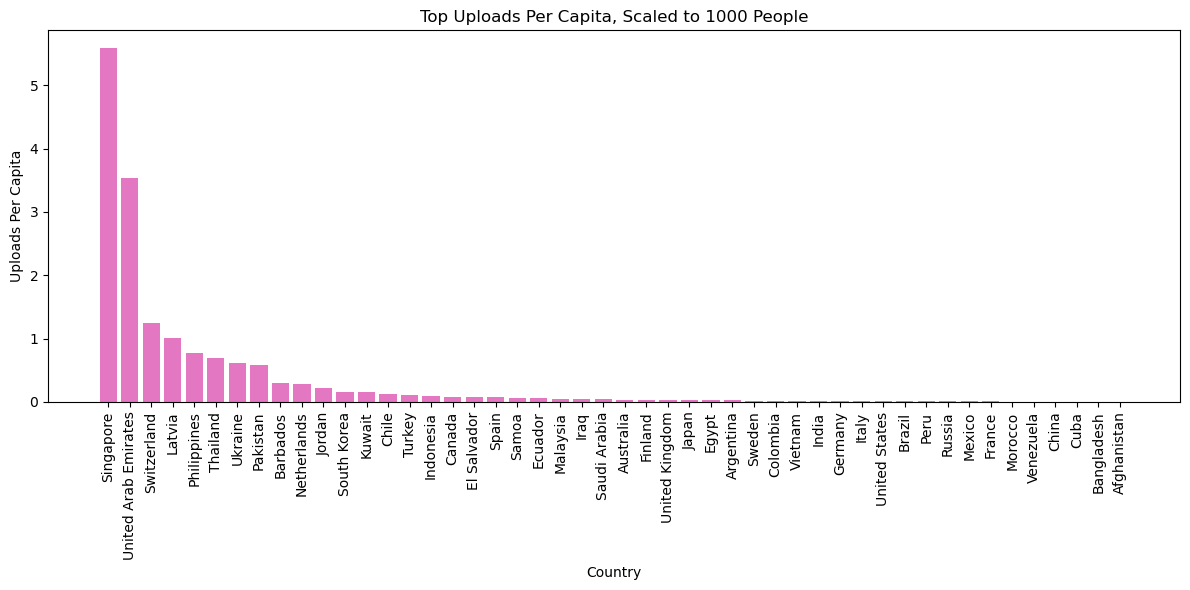 Top Uploads Per Capita, Scaled to 1000 People
Uploads Per Capita
5
4
3
2
1
0
Singapore
United Arab Emirates
Switzerland
Latvia
Philippines
Thailand
Ukraine
Pakistan
Barbados
Netherlands
Jordan
South Korea
Kuwait
Chile
Turkey
Indonesia
Canada
El Salvador
Spain
Samoa
Ecuador
Malaysia
Iraq
Saudi Arabia
Australia
Finland
United Kingdom
Japan
Egypt
Argentina
Sweden
Colombia
Vietnam
India
Germany
Italy
United States
Brazil
Peru
Russia
Mexico
France
Morocco
Venezuela
China
Cuba
Bangladesh
Afghanistan
Country